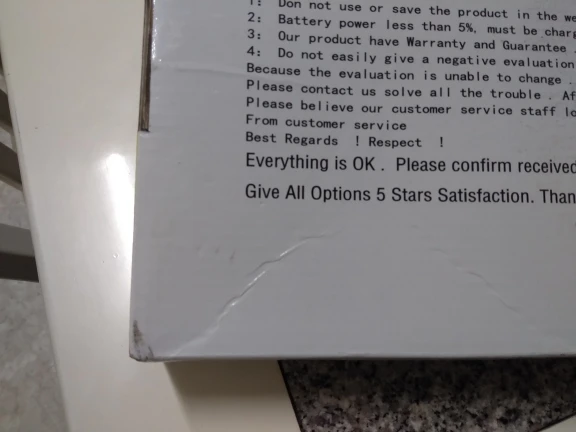 1: Don not use or save the product in the we
2: Battery power less than 5%, must be charg
3: Our product have Warranty and Guarantee .
4: Do not easily give a negative evaluation
Because the evaluation is unable to change .
Please contact us solve all the trouble . Af
Please believe our customer service staff lo
From customer service
Best Regards ! Respect !
Everything is OK . Please confirm received
Give All Options 5 Stars Satisfaction. Than